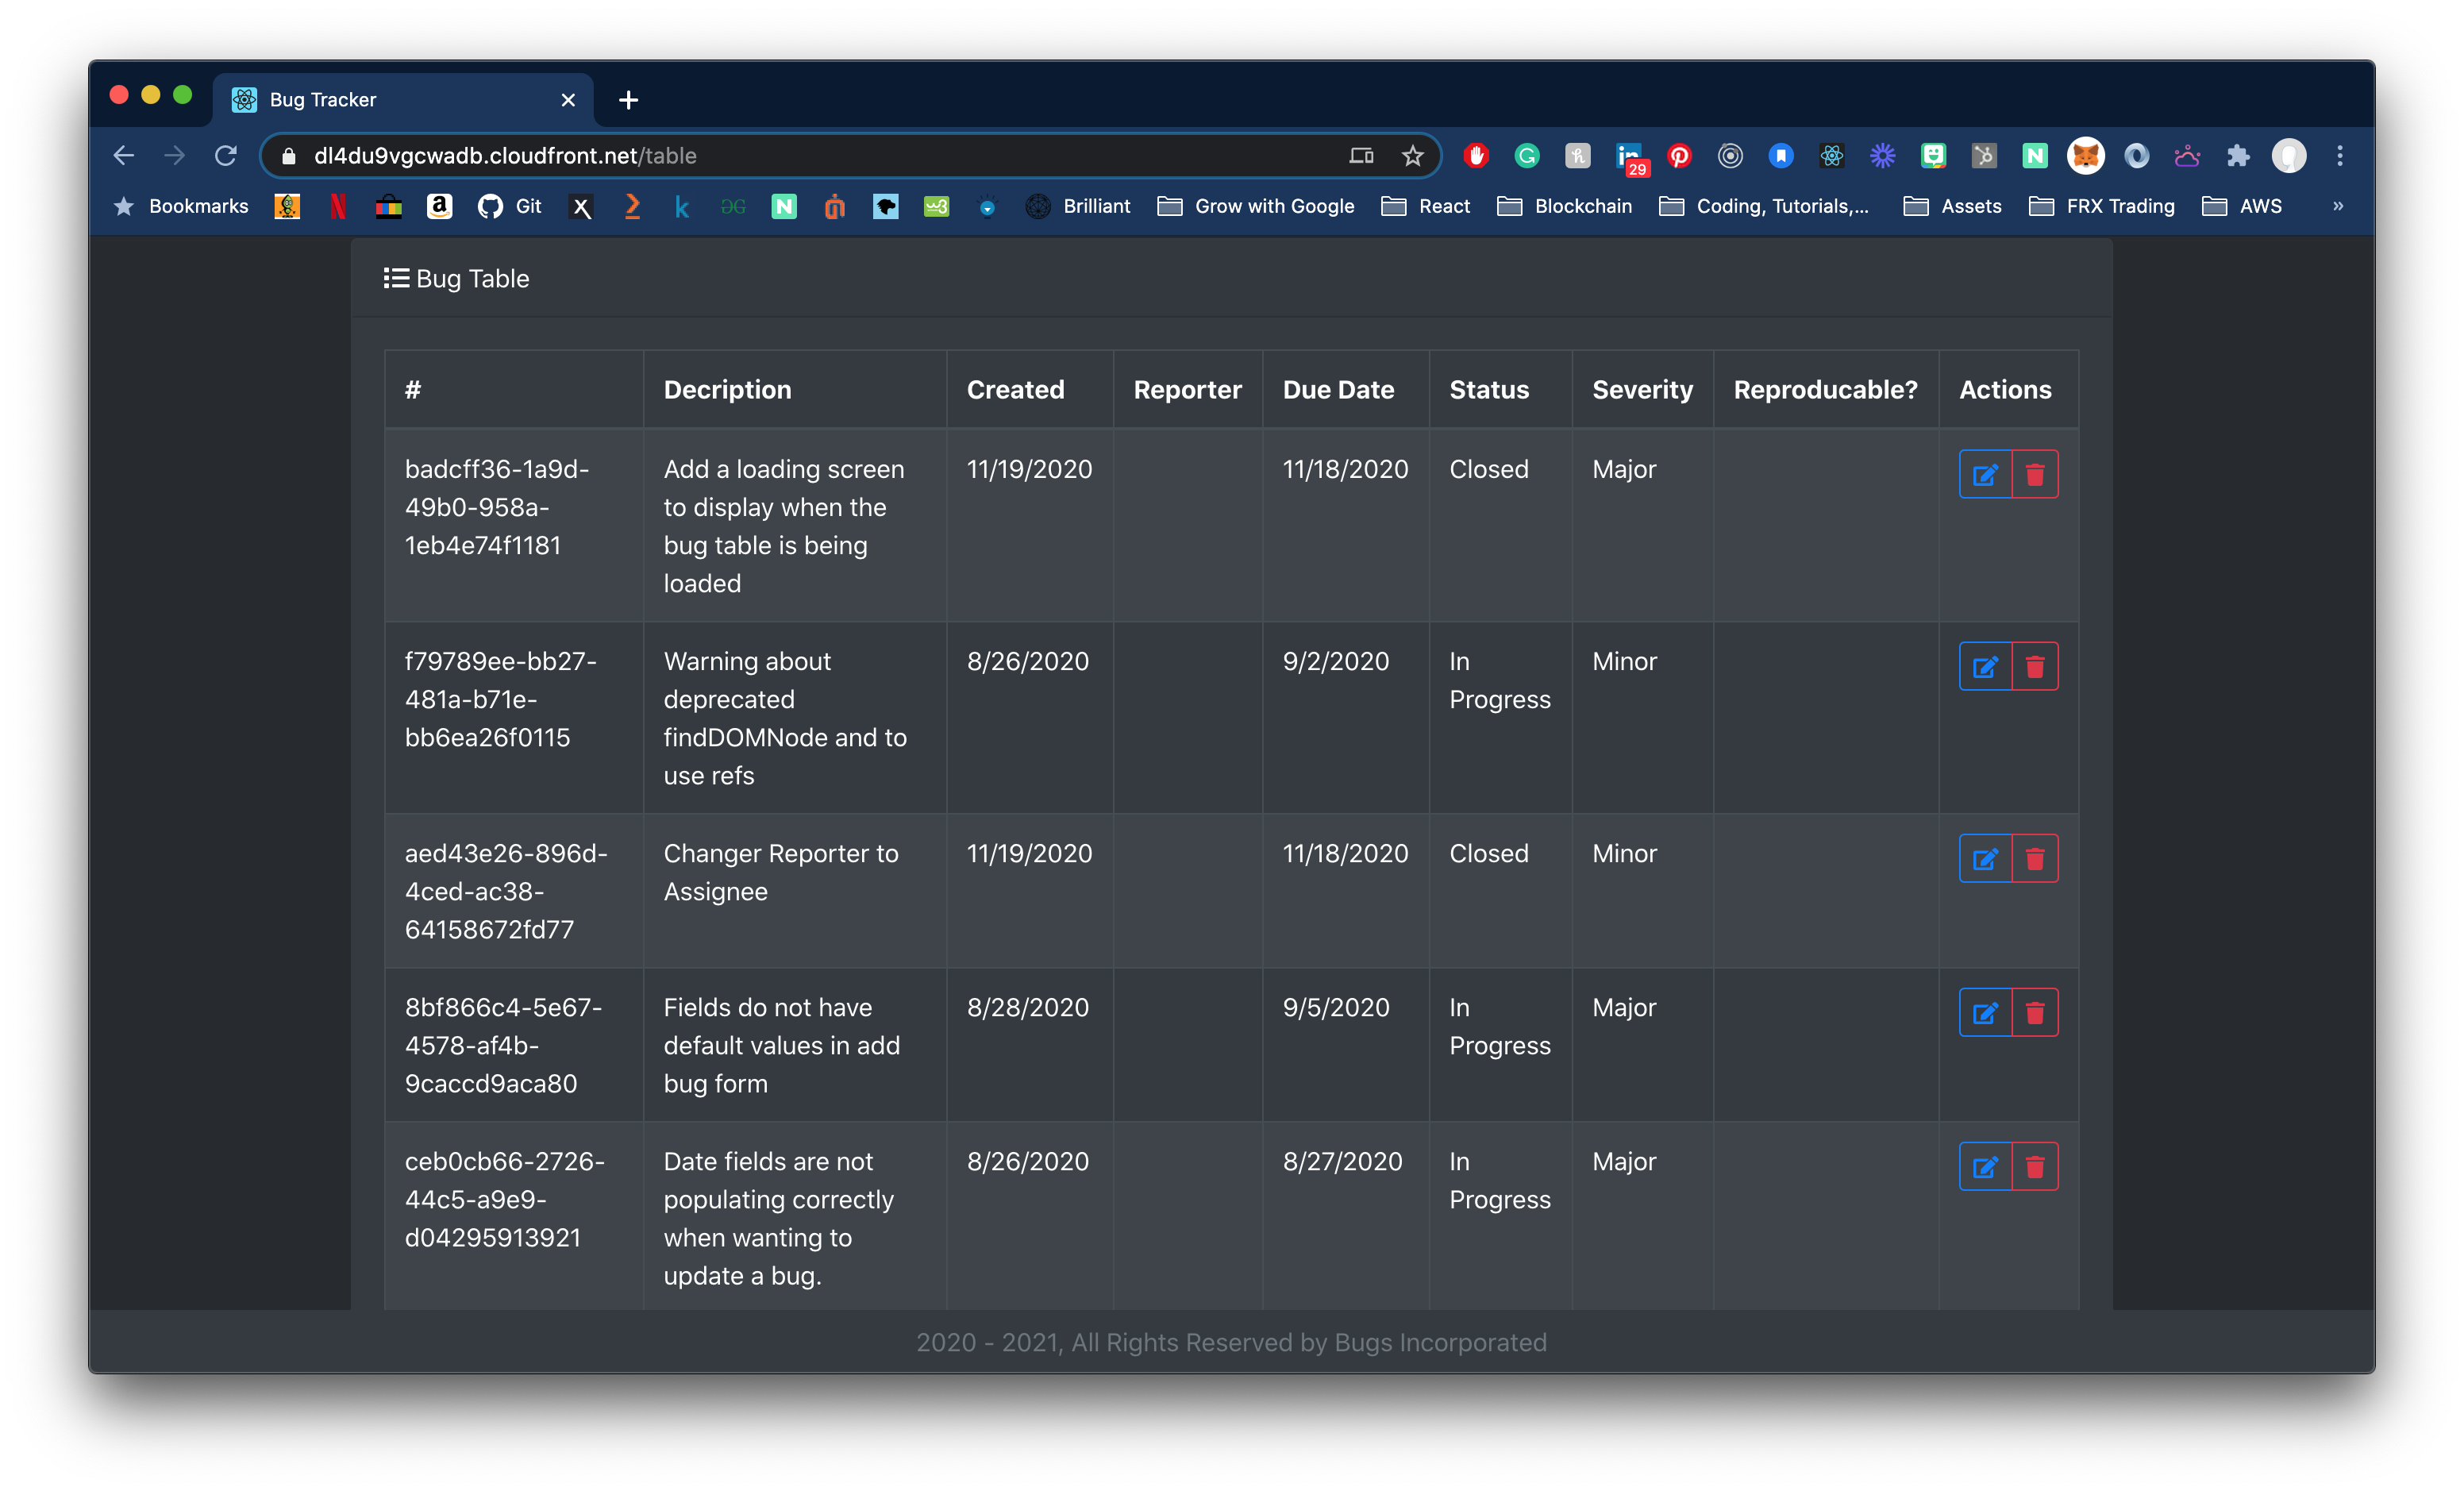 Bug Tracker
dl4du9vgcwadb.cloudfront.net/table
29
Bookmarks Git Brilliant Grow with Google React Blockchain Coding, Tutorials,... Assets FRX Trading AWS »
Bug Table
# Decription Created Reporter Due Date Status Severity Reproducable? Actions
badcff36-1a9d- Add a loading screen 11/19/2020 11/18/2020 Closed Major
49b0-958a- to display when the
1eb4e74f1181 bug table is being
loaded
f79789ee-bb27- Warning about 8/26/2020 9/2/2020 In Minor
481a-b71e- deprecated Progress
bb6ea26f0115 findDOMNode and to
use refs
aed43e26-896d- Changer Reporter to 11/19/2020 11/18/2020 Closed Minor
4ced-ac38- Assignee
64158672fd77
8bf866c4-5e67- Fields do not have 8/28/2020 9/5/2020 In Major
4578-af4b- default values in add Progress
9caccd9aca80 bug form
ceb0cb66-2726- Date fields are not 8/26/2020 8/27/2020 In Major
44c5-a9e9- populating correctly Progress
d04295913921 when wanting to
update a bug.
2020 - 2021, All Rights Reserved by Bugs Incorporated